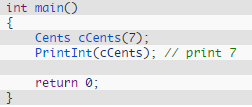 int main()
{
    Cents cCents(7);
    PrintInt(cCents); // print 7

    return 0;
}